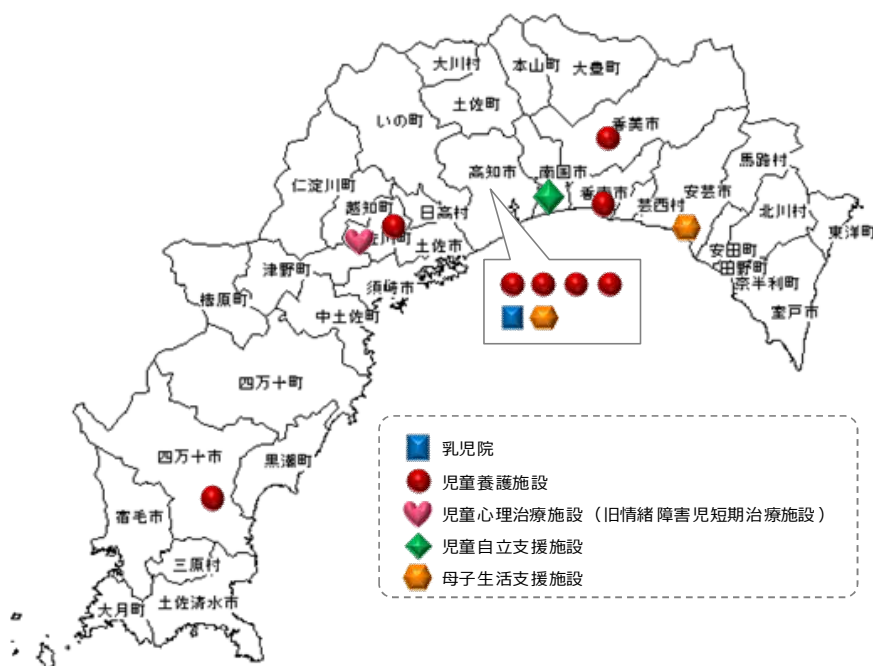 大川村
本山町
大豊町
土佐町
いの町
香美市
高知市
南国市
馬路村
仁淀川町
越知町
日高村
香南市
芸西村
安芸市
北川村
東洋町
佐川町
土佐市
安田町
田野町
奈半利町
津野町
須崎市
梼原町
中土佐町
室戸市
四万十町
四万十市
黒潮町
宿毛市
三原村
大月町
土佐清水市
乳児院
児童養護施設
児童心理治療施設（旧情緒障害児短期治療施設）
児童自立支援施設
母子生活支援施設